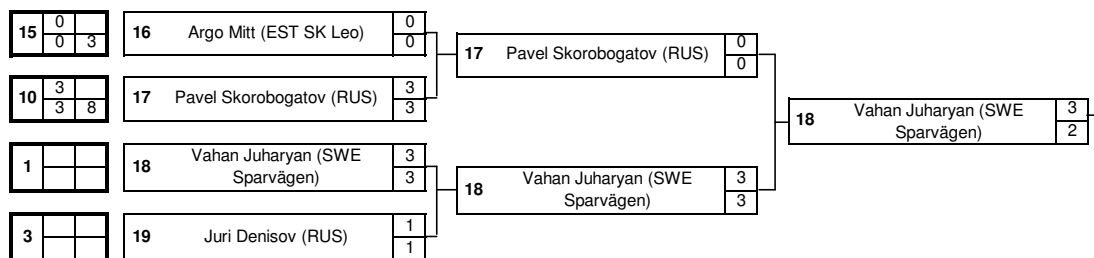 15 0
0 3
16 Argo Mitt (EST SK Leo) 0
0
10 3
3 8
17 Pavel Skorobogatov (RUS) 3
3
1
18 Vahan Juharyan (SWE
Sparvägen) 3
3
3
19 Juri Denisov (RUS) 1
1
17 Pavel Skorobogatov (RUS) 0
0
18 Vahan Juharyan (SWE
Sparvägen) 3
3
18 Vahan Juharyan (SWE
Sparvägen) 3
2